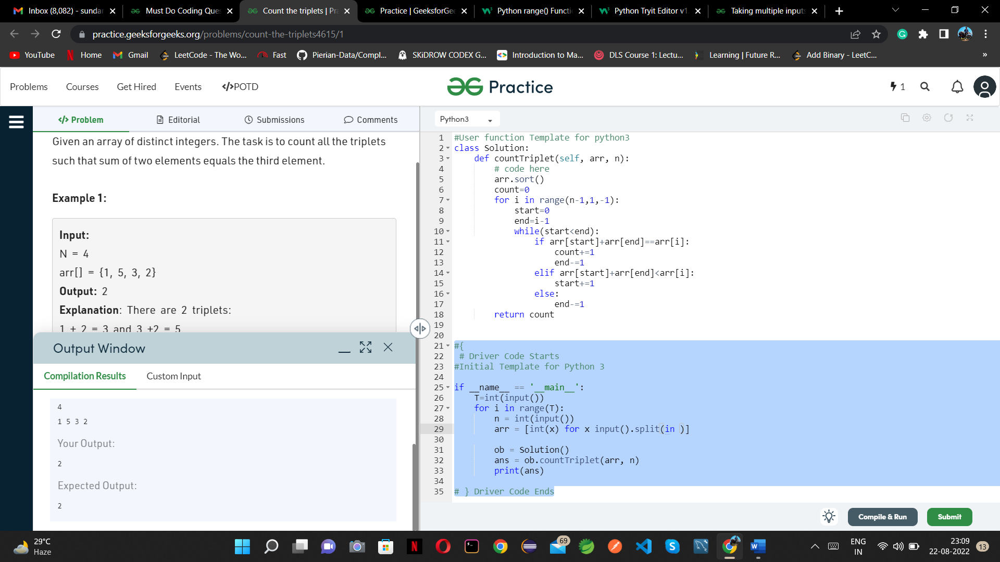 Inbox (8,082) - sundar
Must Do Coding Ques
Count the triplets | Pra
Practice | GeeksforGee
Python range() Functi
Python Tryit Editor v1.
Taking multiple inputs
practice.geeksforgeeks.org/problems/count-the-triplets4615/1
YouTube
Home
Gmail
LeetCode - The Wo...
Fast
Pierian-Data/Compl...
SKiDROW CODEX G...
Introduction to Ma...
DLS Course 1: Lectu...
Learning | Future R...
Add Binary - LeetC...
»
Problems
Courses
Get Hired
Events
</>POTD
Practice
1
</> Problem
Editorial
Submissions
Comments
Given an array of distinct integers. The task is to count all the triplets
such that sum of two elements equals the third element.
Example 1:
Input:
N = 4
arr[] = {1, 5, 3, 2}
Output: 2
Explanation: There are 2 triplets:
1 + 2 = 3 and 3 +2 = 5
Output Window
Compilation Results
Custom Input
4
1 5 3 2
Your Output:
2
Expected Output:
2
Python3
1 #User function Template for python3
2 class Solution:
3     def countTriplet(self, arr, n):
4         # code here
5         arr.sort()
6         count=0
7         for i in range(n-1,1,-1):
8             start=0
9             end=i-1
10             while(start<end):
11                 if arr[start]+arr[end]==arr[i]:
12                     count+=1
13                     end-=1
14                 elif arr[start]+arr[end]<arr[i]:
15                     start+=1
16                 else:
17                     end-=1
18         return count
19
20
21 #{
22  # Driver Code Starts
23 #Initial Template for Python 3
24
25 if __name__ == '__main__':
26     T=int(input())
27     for i in range(T):
28         n = int(input())
29         arr = [int(x) for x input().split(in )]
30
31         ob = Solution()
32         ans = ob.countTriplet(arr, n)
33         print(ans)
34
35 # } Driver Code Ends
Compile & Run
Submit
29°C
Haze
69
ENG
IN
23:09
22-08-2022
13